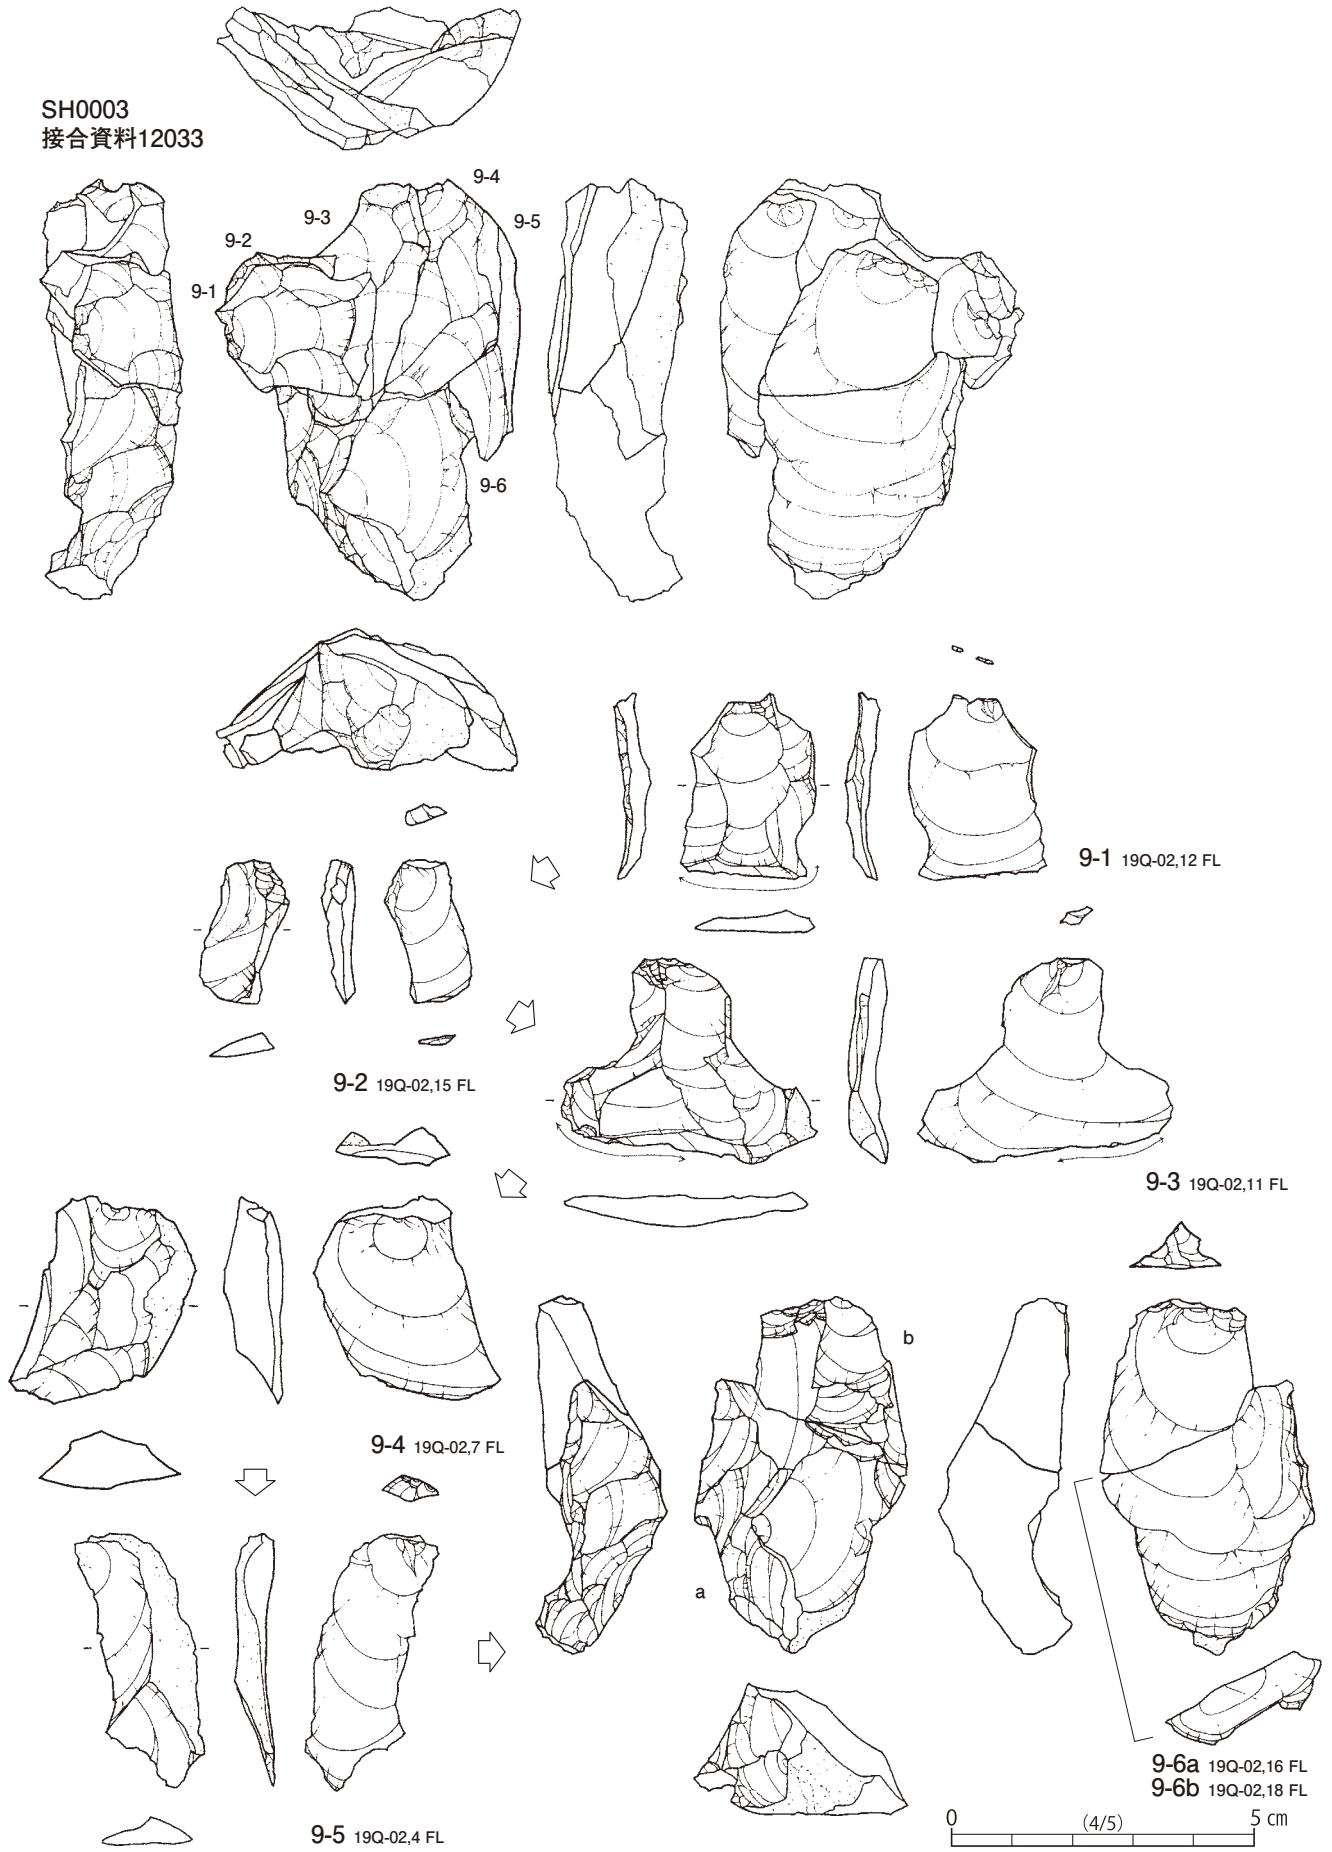 SH0003
接合資料12033
9-4
9-3
9-5
9-2
9-1
9-6
9-1 19Q-02,12 FL
9-2 19Q-02,15 FL
9-3 19Q-02,11 FL
9-4 19Q-02,7 FL
b
a
9-6a 19Q-02,16 FL
9-6b 19Q-02,18 FL
9-5 19Q-02,4 FL
0 (4/5) 5 cm